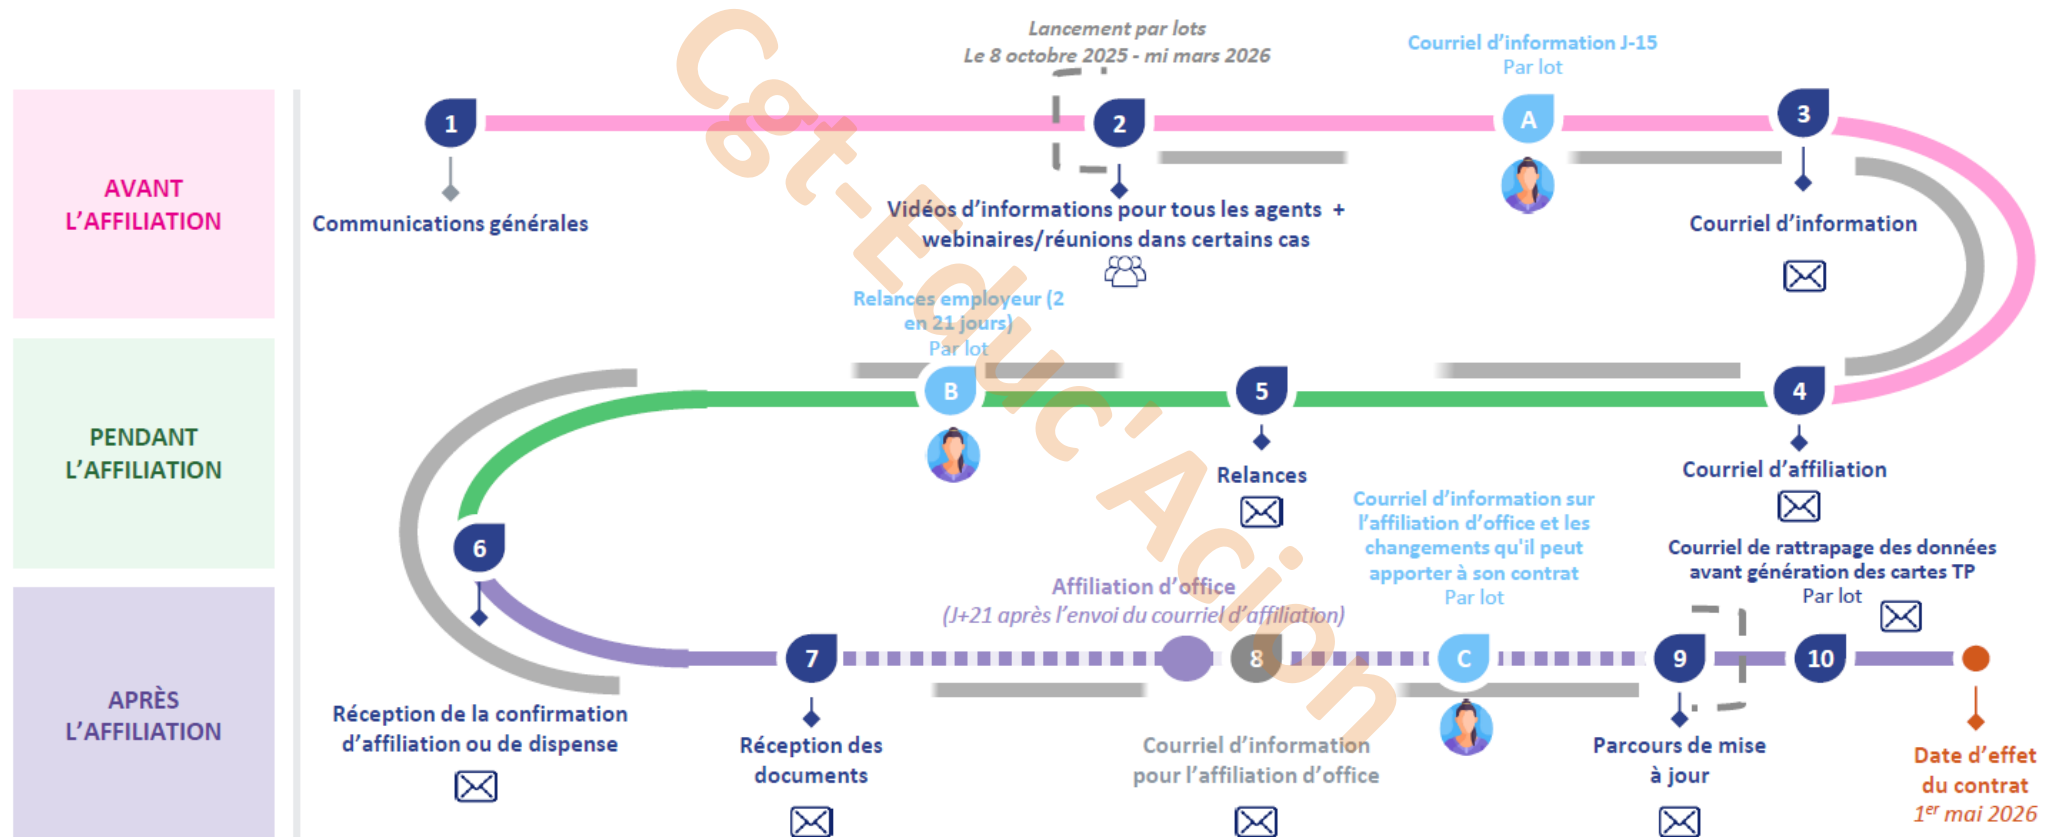 Lancement par lots
Le 8 octobre 2025 - mi mars 2026
Courriel d'information J-15
Par lot
AVANT
L'AFFILIATION
1
2
A
3
Communications générales
Vidéos d'informations pour tous les agents +
webinaires/réunions dans certains cas
Courriel d'information
Relances employeur (2
en 21 jours)
Par lot
PENDANT
L'AFFILIATION
B
5
4
Relances
Courriel d'affiliation
6
Courriel d'information sur
l'affiliation d'office et les
changements qu'il peut
apporter à son contrat
Par lot
Courriel de rattrapage des données
avant génération des cartes TP
Par lot
Affiliation d'office
(J+21 après l'envoi du courriel d'affiliation)
APRÈS
L'AFFILIATION
7
8
C
9
10
Réception de la confirmation
d'affiliation ou de dispense
Réception des
documents
Courriel d'information
pour l'affiliation d'office
Parcours de mise
à jour
Date d'effet
du contrat
1er mai 2026
Cgt-Educ'Acion